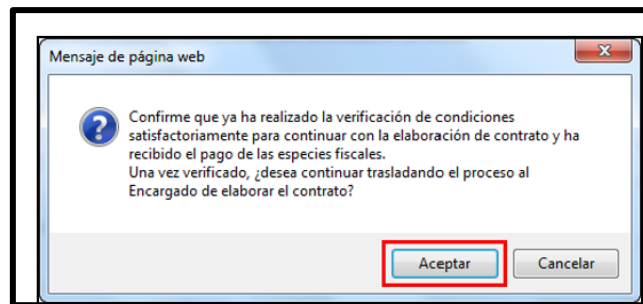 Mensaje de página web
Confirme que ya ha realizado la verificación de condiciones
satisfactoriamente para continuar con la elaboración de contrato y ha
recibido el pago de las especies fiscales.
Una vez verificado, ¿desea continuar trasladando el proceso al
Encargado de elaborar el contrato?
Aceptar
Cancelar